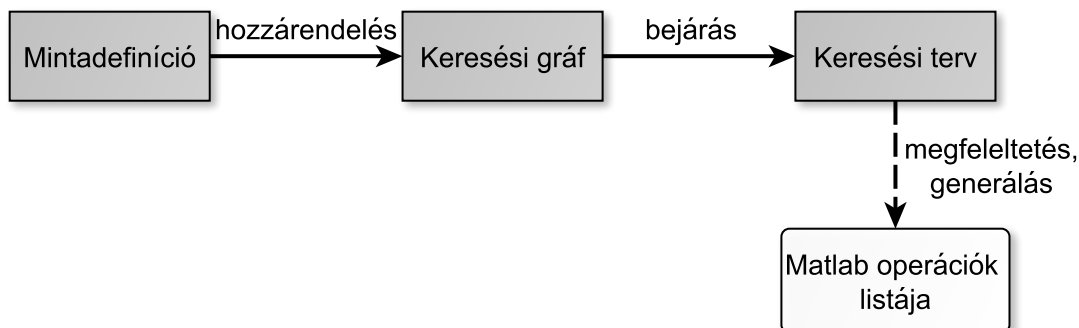 Mintadefiníció
hozzárendelés
Keresési gráf
bejárás
Keresési terv
megfeleltetés,
generálás
Matlab operációk
listája